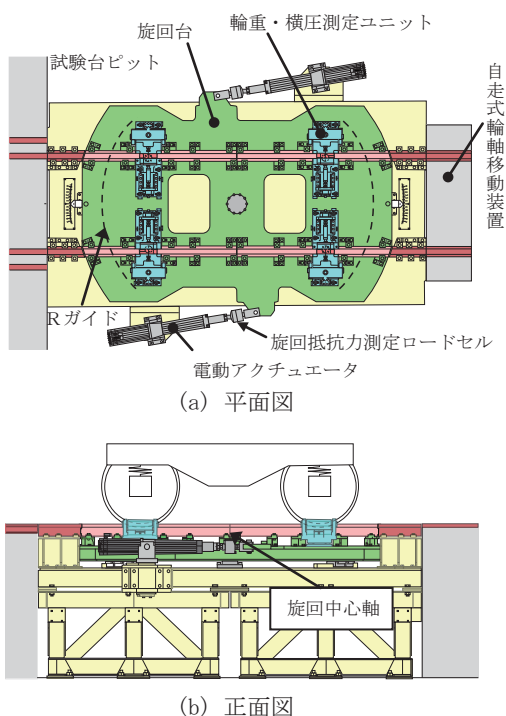 旋回台
輪重・横圧測定ユニット
試験台ピット
自走式輪軸移動装置
Rガイド
旋回抵抗力測定ロードセル
電動アクチュエータ
(a) 平面図
旋回中心軸
(b) 正面図